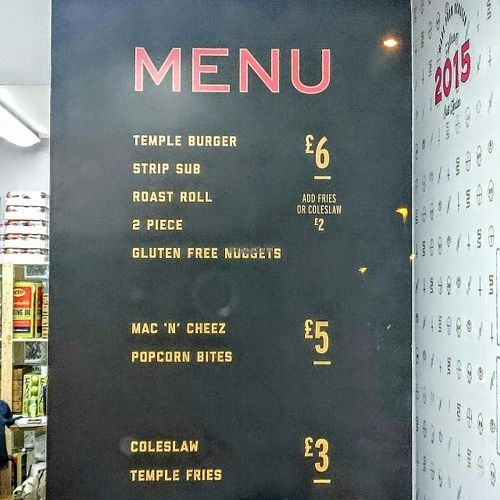 MENU
TEMPLE BURGER
STRIP SUB
ROAST ROLL
2 PIECE
GLUTEN FREE NUGGETS
£6
ADD FRIES
OR COLESLAW
£2
MAC 'N' CHEEZ
POPCORN BITES
£5
COLESLAW
TEMPLE FRIES
£3
2015